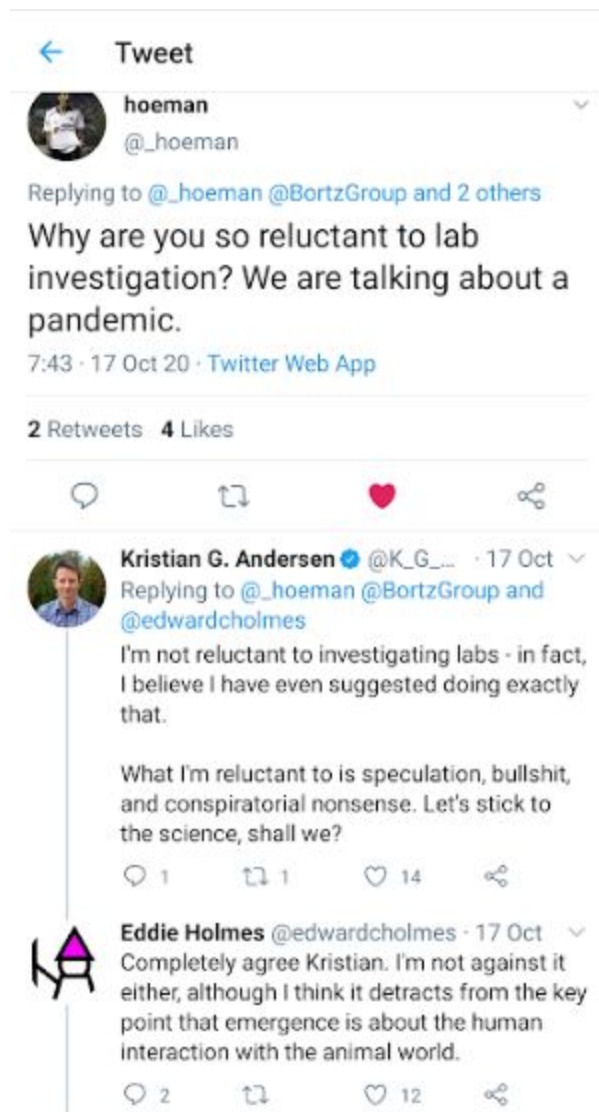 Tweet
hoeman
@_hoeman
Replying to @_hoeman @BortzGroup and 2 others
Why are you so reluctant to lab
investigation? We are talking about a
pandemic.
7:43 · 17 Oct 20 · Twitter Web App
2 Retweets 4 Likes
Kristian G. Andersen @K_G_... · 17 Oct
Replying to @_hoeman @BortzGroup and
@edwardcholmes
I'm not reluctant to investigating labs - in fact,
I believe I have even suggested doing exactly
that.
What I'm reluctant to is speculation, bullshit,
and conspiratorial nonsense. Let's stick to
the science, shall we?
1 1 14
Eddie Holmes @edwardcholmes · 17 Oct
Completely agree Kristian. I'm not against it
either, although I think it detracts from the key
point that emergence is about the human
interaction with the animal world.
2 12